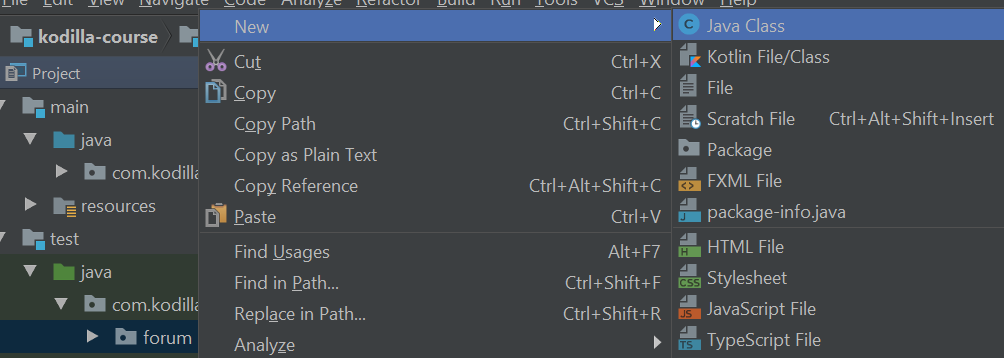 File Edit View Navigate Code Analyze Refactor Build Run Tools VCS Window Help
kodilla-course
Project
main
java
com.kodilla
resources
test
java
com.kodilla
forum
New
Cut Ctrl+X
Copy Ctrl+C
Copy Path Ctrl+Shift+C
Copy as Plain Text
Copy Reference Ctrl+Alt+Shift+C
Paste Ctrl+V
Find Usages Alt+F7
Find in Path... Ctrl+Shift+F
Replace in Path... Ctrl+Shift+R
Analyze
Java Class
Kotlin File/Class
File
Scratch File Ctrl+Alt+Shift+Insert
Package
FXML File
package-info.java
HTML File
Stylesheet
JavaScript File
TypeScript File